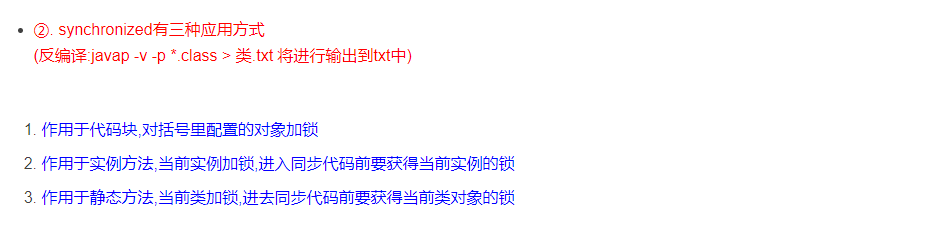 ②. synchronized有三种应用方式
(反编译:javap -v -p *.class > 类.txt 将进行输出到txt中)
1. 作用于代码块,对括号里配置的对象加锁
2. 作用于实例方法,当前实例加锁,进入同步代码前要获得当前实例的锁
3. 作用于静态方法,当前类加锁,进去同步代码前要获得当前类对象的锁